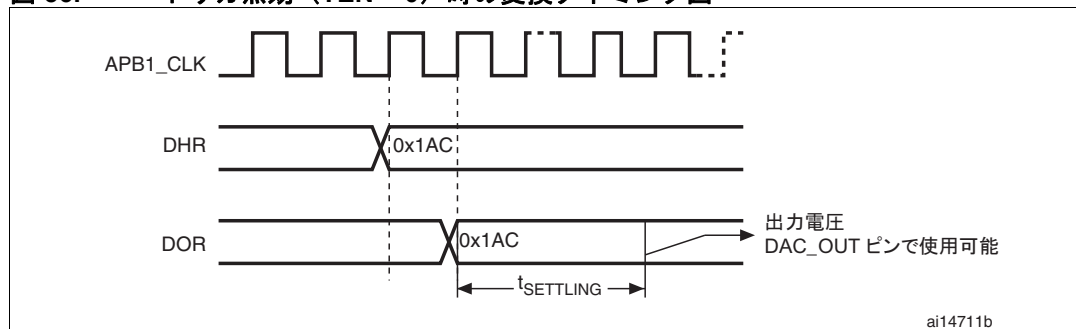 APB1_CLK
DHR
0x1AC
DOR
0x1AC
出力電圧
DAC_OUT ピンで使用可能
tSETTLING
ai14711b